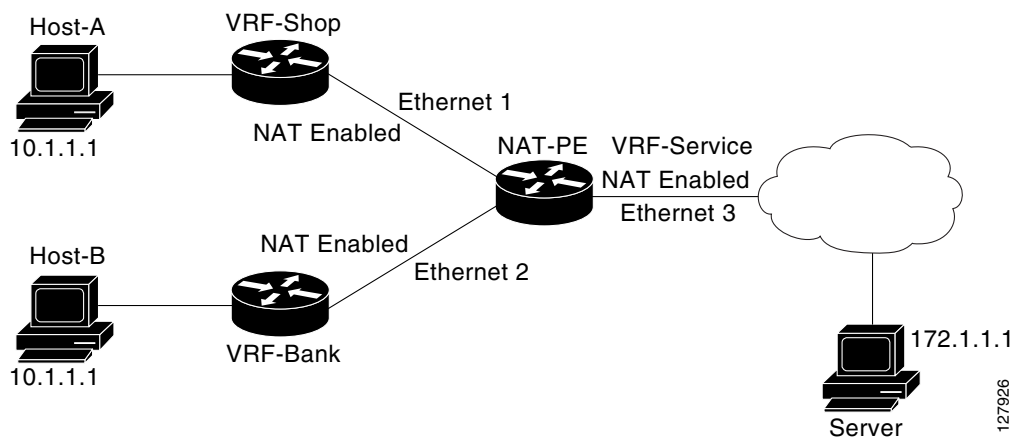 Host-A
VRF-Shop
Ethernet 1
NAT Enabled
10.1.1.1
NAT-PE
VRF-Service
NAT Enabled
Ethernet 3
NAT Enabled
Ethernet 2
Host-B
VRF-Bank
10.1.1.1
172.1.1.1
Server
127926